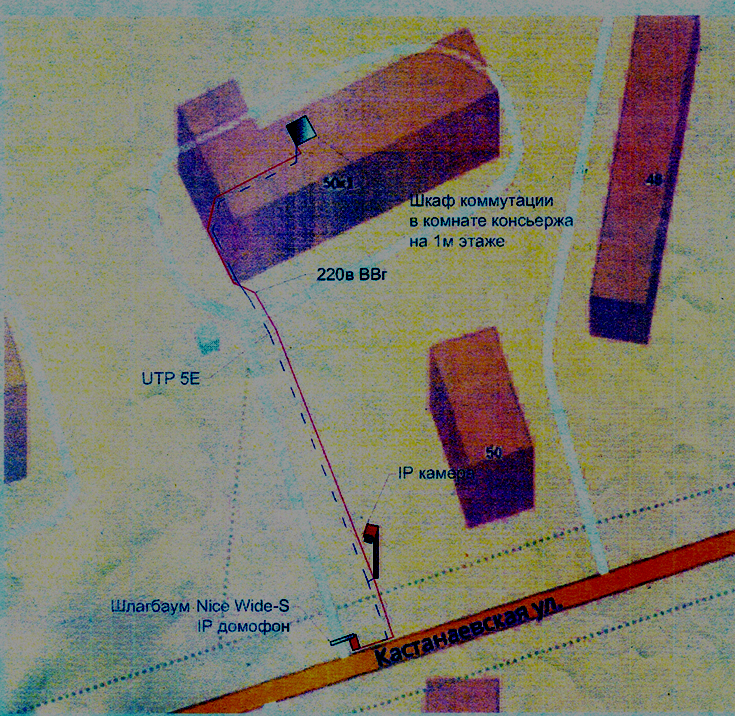 50к1
48
Шкаф коммутации
в комнате консьержа
на 1м этаже
220в ВВг
UTP 5E
50
IP камера
Шлагбаум Nice Wide-S
IP домофон
Кастанаевская ул.